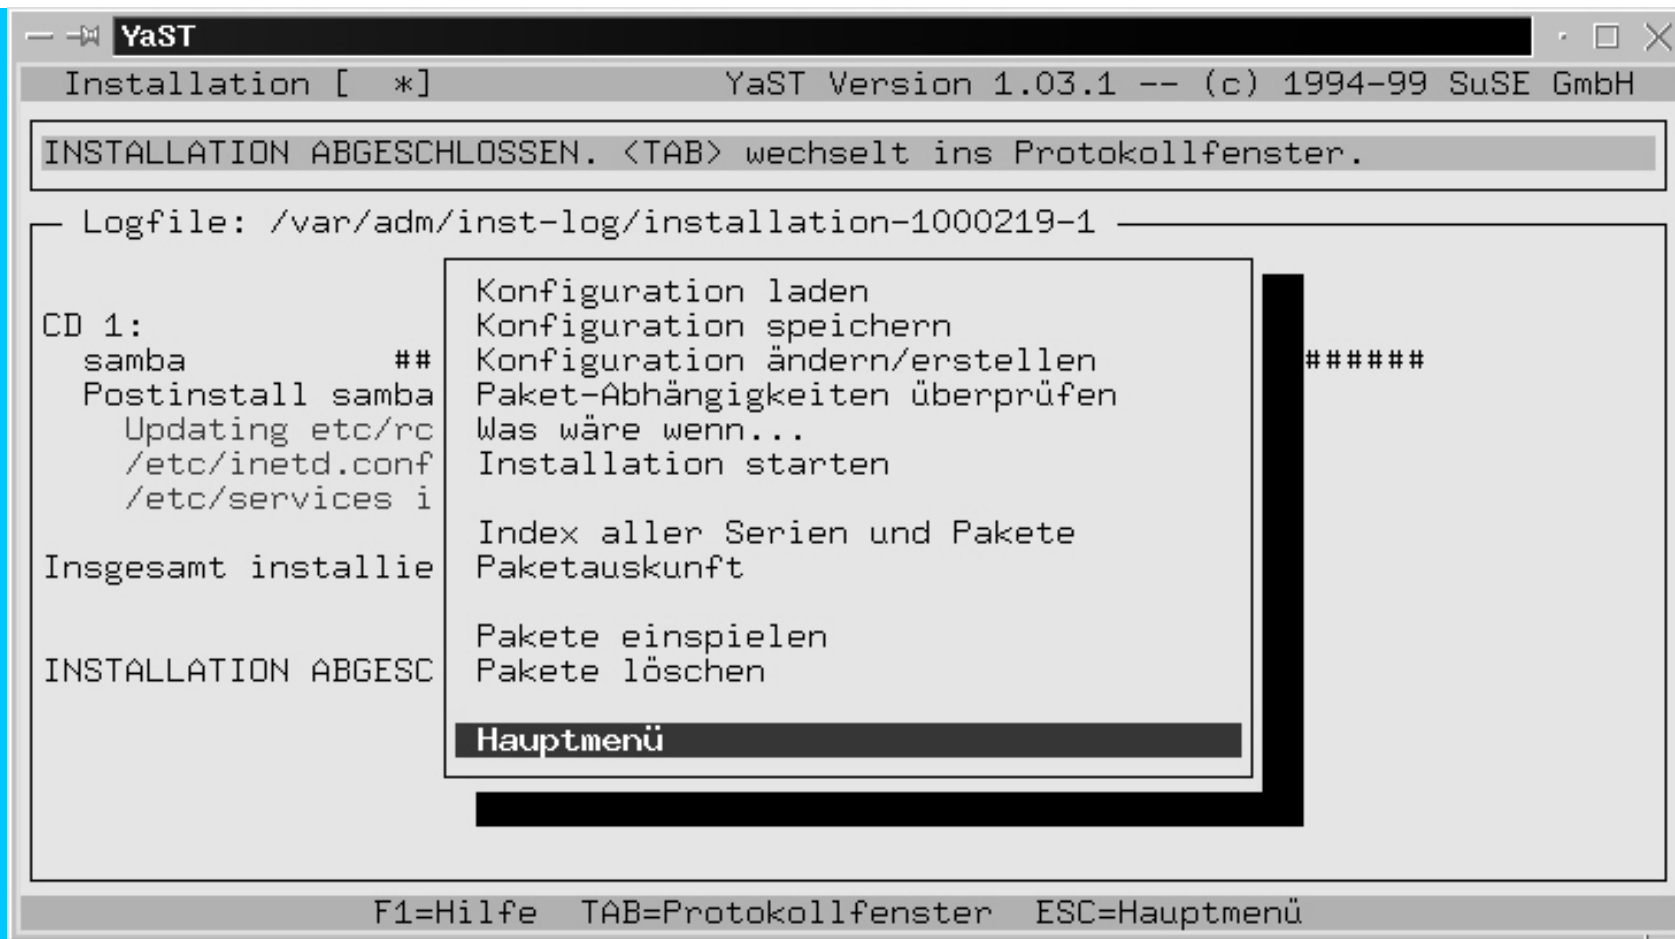 YaST
Installation [  *] YaST Version 1.03.1 -- (c) 1994-99 SuSE GmbH
INSTALLATION ABGESCHLOSSEN. <TAB> wechselt ins Protokollfenster.
Logfile: /var/adm/inst-log/installation-1000219-1
Konfiguration laden
CD 1: Konfiguration speichern
samba ## Konfiguration ändern/erstellen ######
Postinstall samba Paket-Abhängigkeiten überprüfen
Updating etc/rc Was wäre wenn...
/etc/inetd.conf Installation starten
/etc/services i
Index aller Serien und Pakete
Insgesamt installie Paketauskunft
Pakete einspielen
INSTALLATION ABGESC Pakete löschen
Hauptmenü
F1=Hilfe TAB=Protokollfenster ESC=Hauptmenü